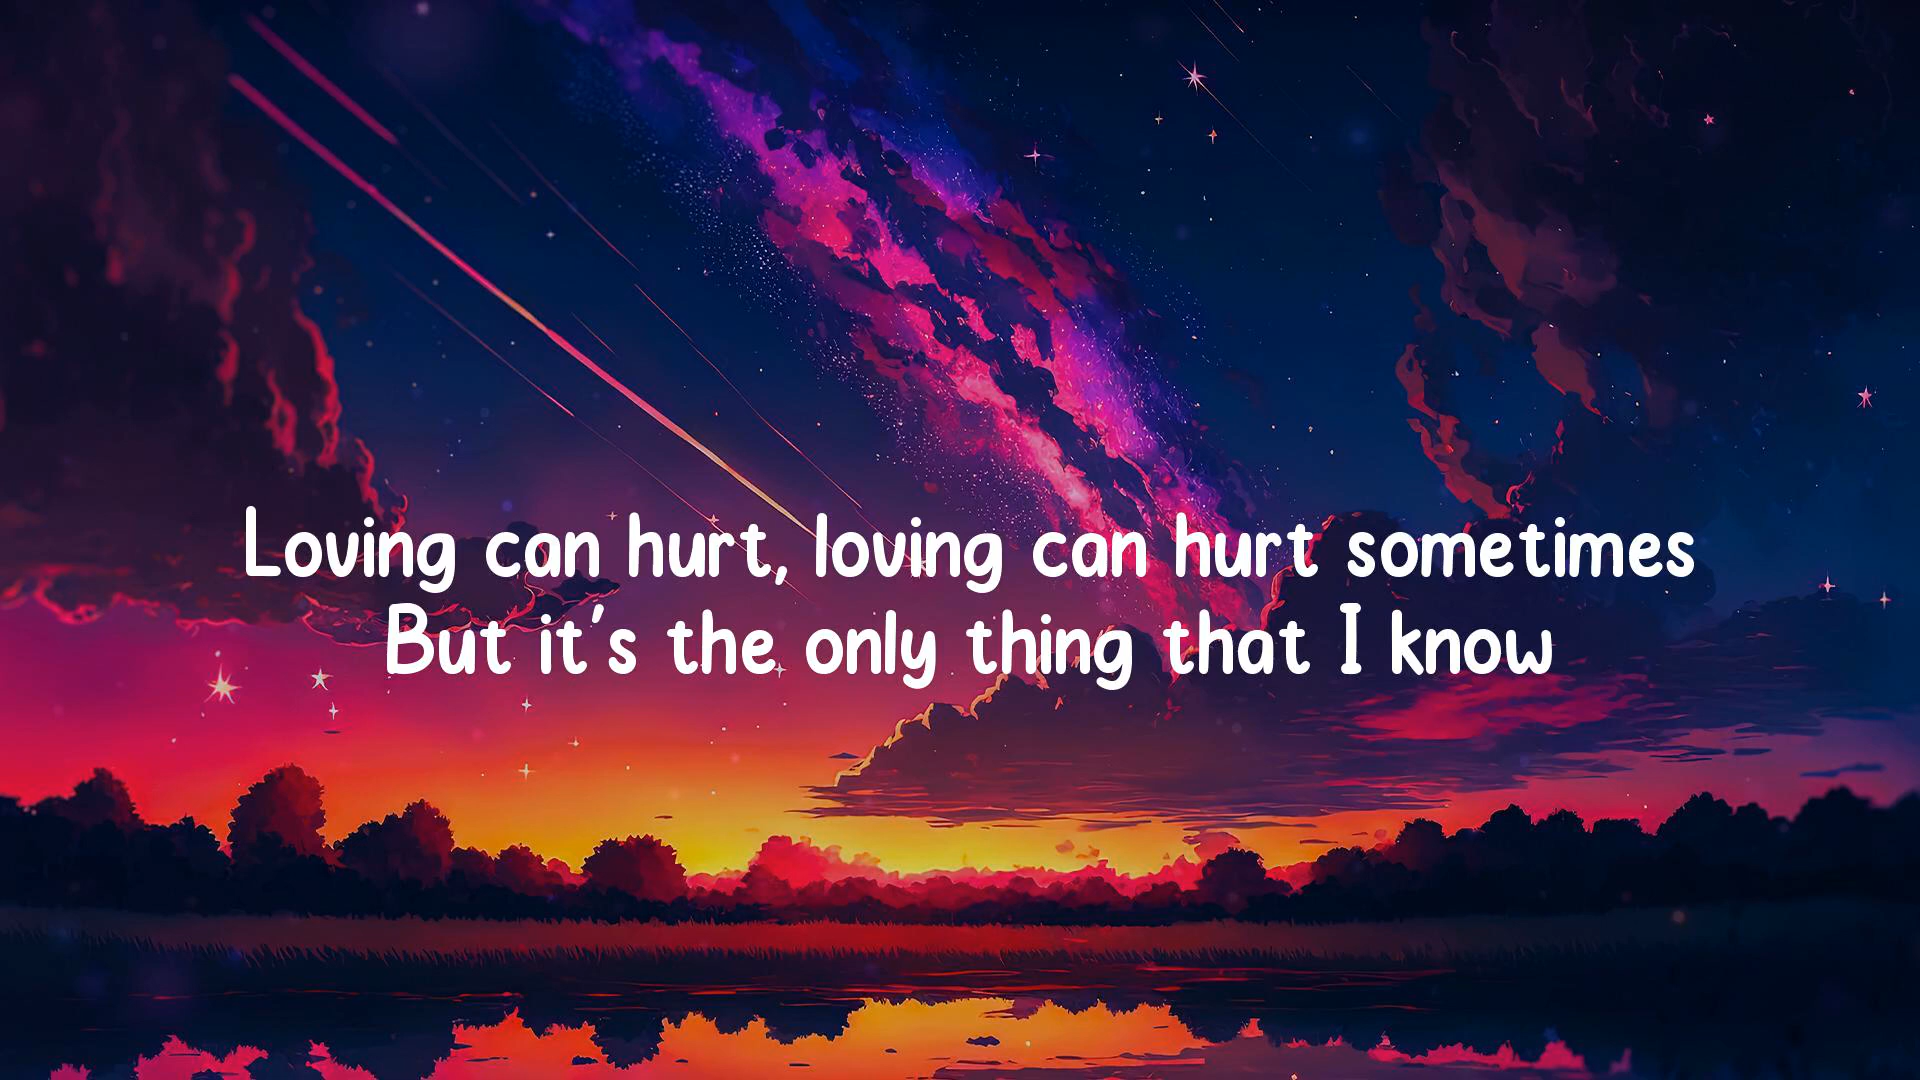 Loving can hurt, loving can hurt sometimes
But it's the only thing that I know